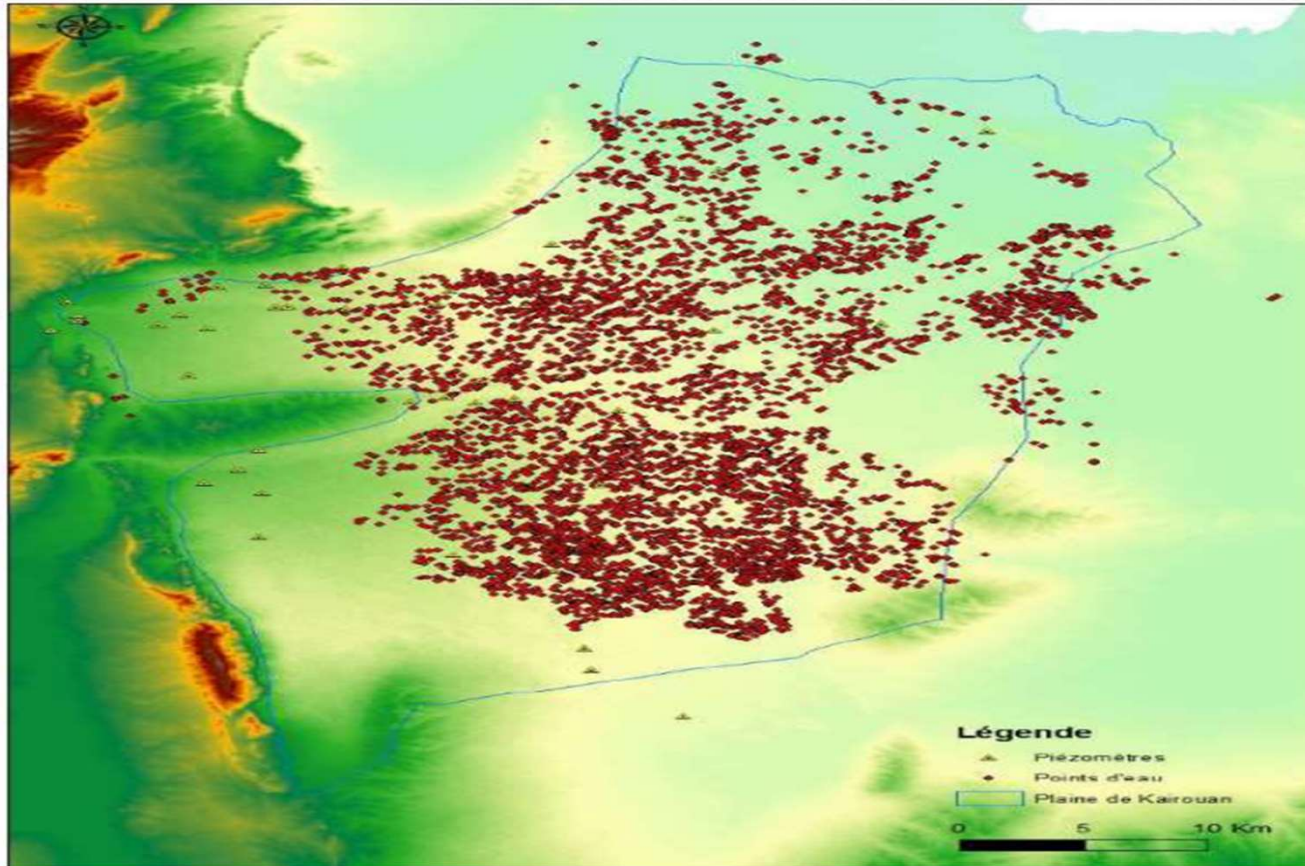 Légende
Piézomètres
Points d'eau
Plaine de Kairouan
0 5 10 Km